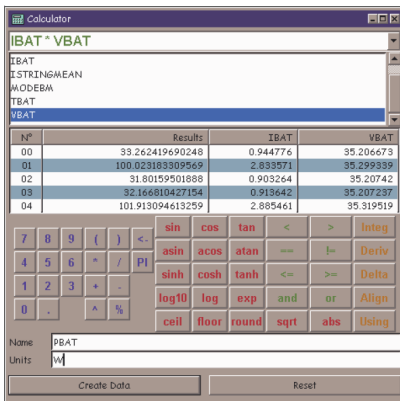 Calculator
IBAT * VBAT
IBAT
ISTRINGMEAN
MODEBM
TBAT
VBAT
Nº Results IBAT VBAT
00 33.262419690248 0.944776 35.206673
01 100.023183309569 2.833571 35.299339
02 31.80159501888 0.903264 35.20742
03 32.166810427154 0.913642 35.207237
04 101.913094613259 2.885461 35.319519
sin cos tan < > Integ
7 8 9 ( ) <- asin acos atan == != Deriv
4 5 6 * / PI sinh cosh tanh <= >= Delta
1 2 3 + - log10 log exp and or Align
0 . ^ % ceil floor round sqrt abs Using
Name PBAT
Units W
Create Data Reset